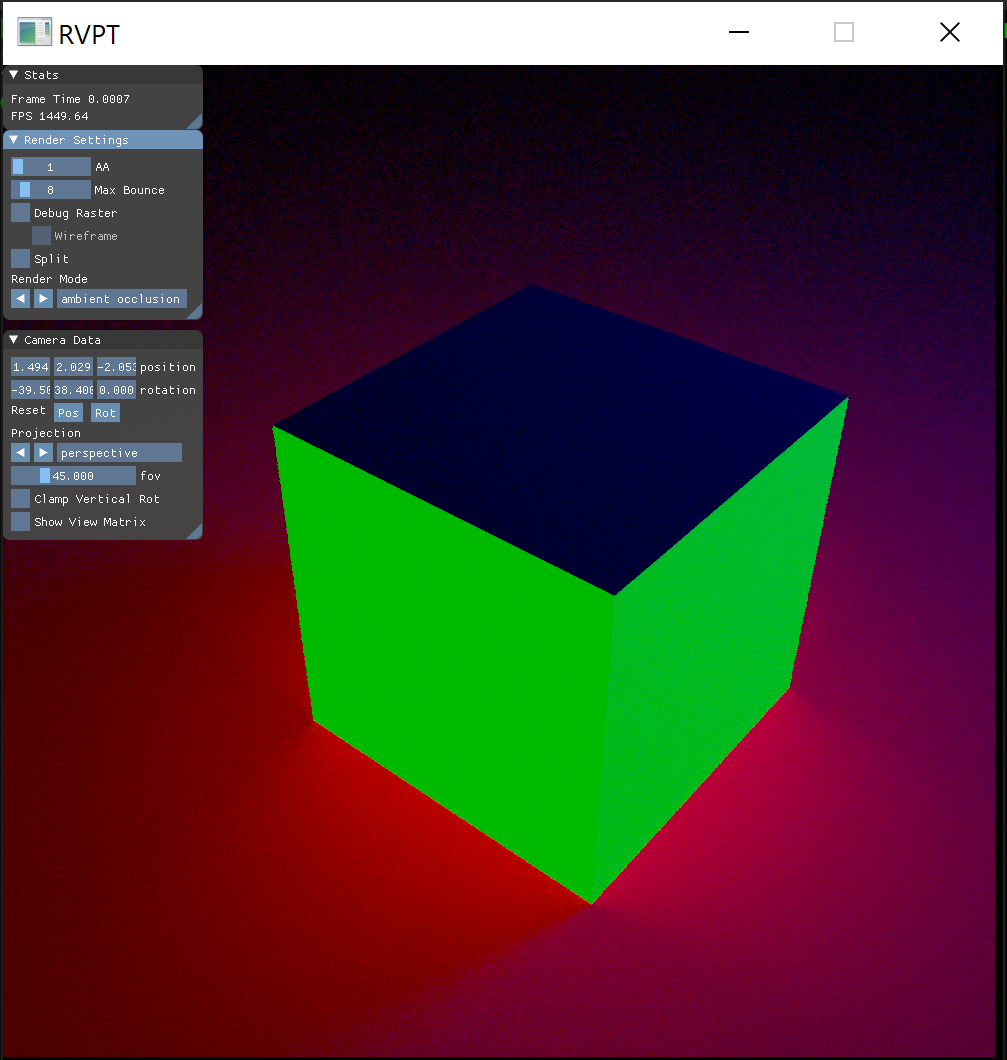 RVPT
Stats
Frame Time 0.0007
FPS 1449.64
Render Settings
1 AA
8 Max Bounce
Debug Raster
Wireframe
Split
Render Mode
ambient occlusion
Camera Data
1.494 2.029 -2.053 position
-39.50 38.400 0.000 rotation
Reset Pos Rot
Projection
perspective
45.000 fov
Clamp Vertical Rot
Show View Matrix